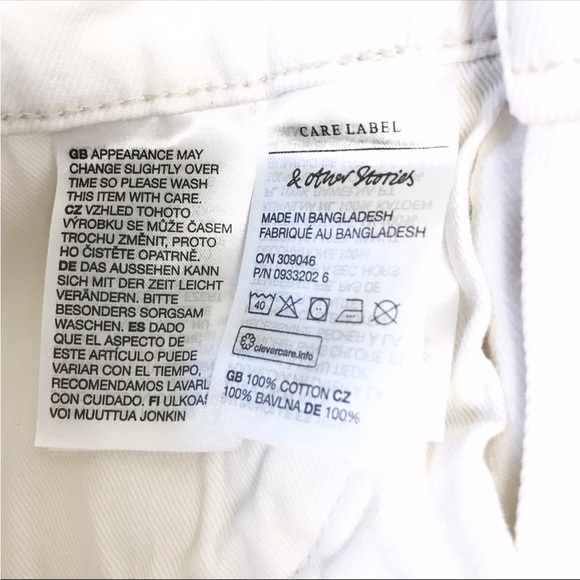 GB APPEARANCE MAY
CHANGE SLIGHTLY OVER
TIME SO PLEASE WASH
THIS ITEM WITH CARE.
CZ VZHLED TOHOTO
VÝROBKU SE MŮŽE ČASEM
TROCHU ZMĚNIT, PROTO
HO ČISTĚTE OPATRNĚ.
DE DAS AUSSEHEN KANN
SICH MIT DER ZEIT LEICHT
VERÄNDERN. BITTE
BESONDERS SORGSAM
WASCHEN. ES DADO
QUE EL ASPECTO DE
ESTE ARTÍCULO PUEDE
VARIAR CON EL TIEMPO,
RECOMENDAMOS LAVARL
CON CUIDADO. FI ULKOAS
VOI MUUTTUA JONKIN
CARE LABEL
& other Stories
MADE IN BANGLADESH
FABRIQUÉ AU BANGLADESH
O/N 309046
P/N 0933202 6
40
clevercare.info
GB 100% COTTON CZ
100% BAVLNA DE 100%